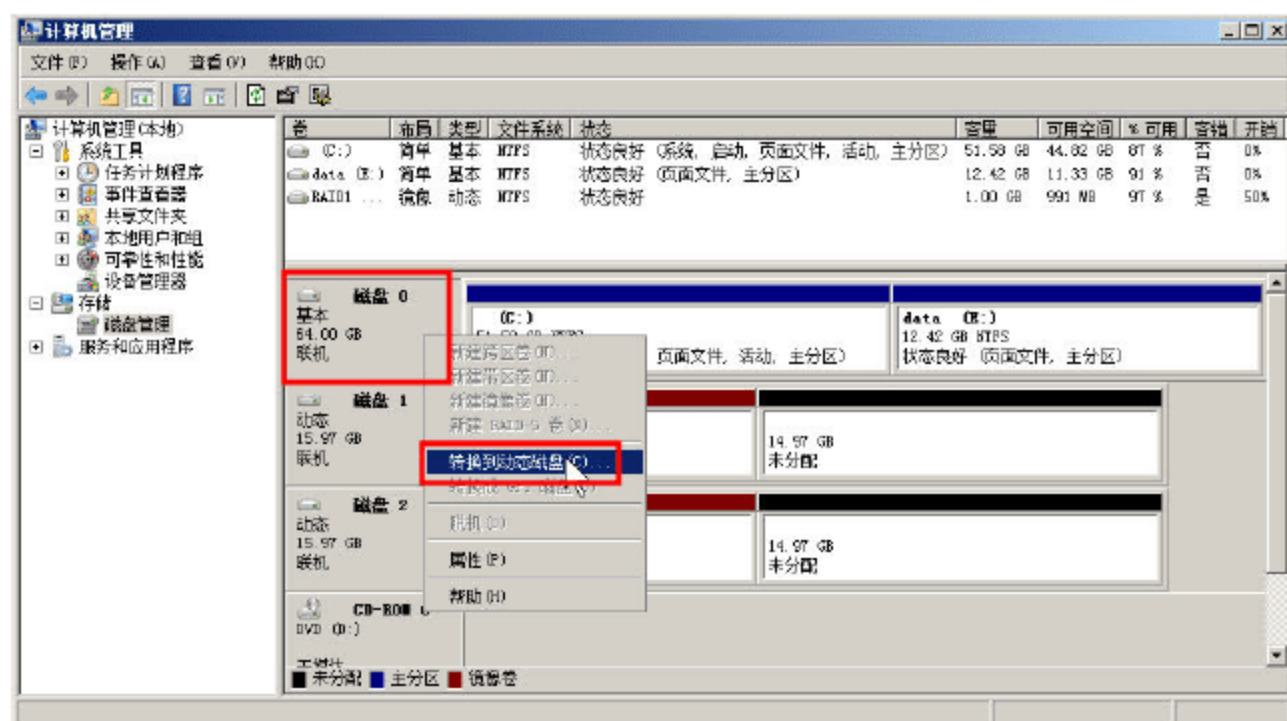 计算机管理
文件(F) 操作(A) 查看(V) 帮助(H)
计算机管理(本地)
系统工具
任务计划程序
事件查看器
共享文件夹
本地用户和组
可靠性和性能
设备管理器
存储
磁盘管理
服务和应用程序
卷 布局 类型 文件系统 状态 容量 可用空间 % 可用 容错 开销
(C:) 简单 基本 NTFS 状态良好 (系统, 启动, 页面文件, 活动, 主分区) 51.58 GB 44.82 GB 87 % 否 0%
data (E:) 简单 基本 NTFS 状态良好 (页面文件, 主分区) 12.42 GB 11.33 GB 91 % 否 0%
RAID1 ... 镜像 动态 NTFS 状态良好 1.00 GB 991 MB 97 % 是 50%
磁盘 0
基本
64.00 GB
联机
(C:)
页面文件, 活动, 主分区)
data (E:)
12.42 GB NTFS
状态良好 (页面文件, 主分区)
新建跨区卷(N)...
新建带区卷(T)...
新建镜像卷(M)...
新建 RAID-5 卷(W)...
转换到动态磁盘(C)...
脱机(O)
属性(P)
帮助(H)
磁盘 1
动态
15.97 GB
联机
14.97 GB
未分配
磁盘 2
动态
15.97 GB
联机
14.97 GB
未分配
CD-ROM 0
DVD (D:)
未分配 主分区 镜像卷